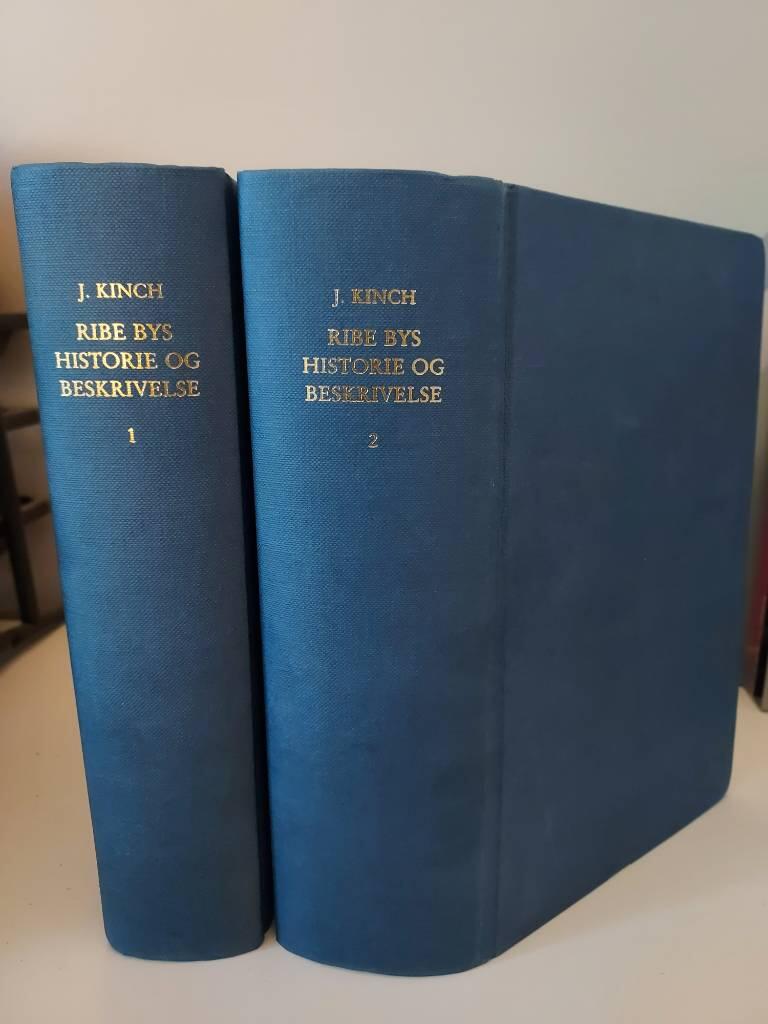 J. KINCH
RIBE BYS
HISTORIE OG
BESKRIVELSE
1
J. KINCH
RIBE BYS
HISTORIE OG
BESKRIVELSE
2